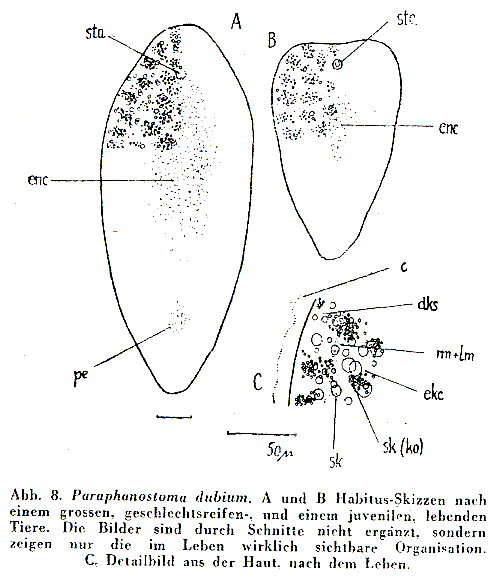 A
sta
B
stc
enc
enc
c
dks
pe
m+lm
C
ekc
50µ
sk
sk (ko)
Abb. 8. Paraphanostoma dubium. A und B Habitus-Skizzen nach
einem grossen, geschlechtsreifen-, und einem juvenilen, lebenden
Tiere. Die Bilder sind durch Schnitte nicht ergänzt, sondern
zeigen nur die im Leben wirklich sichtbare Organisation.
C. Detailbild aus der Haut, nach dem Leben.